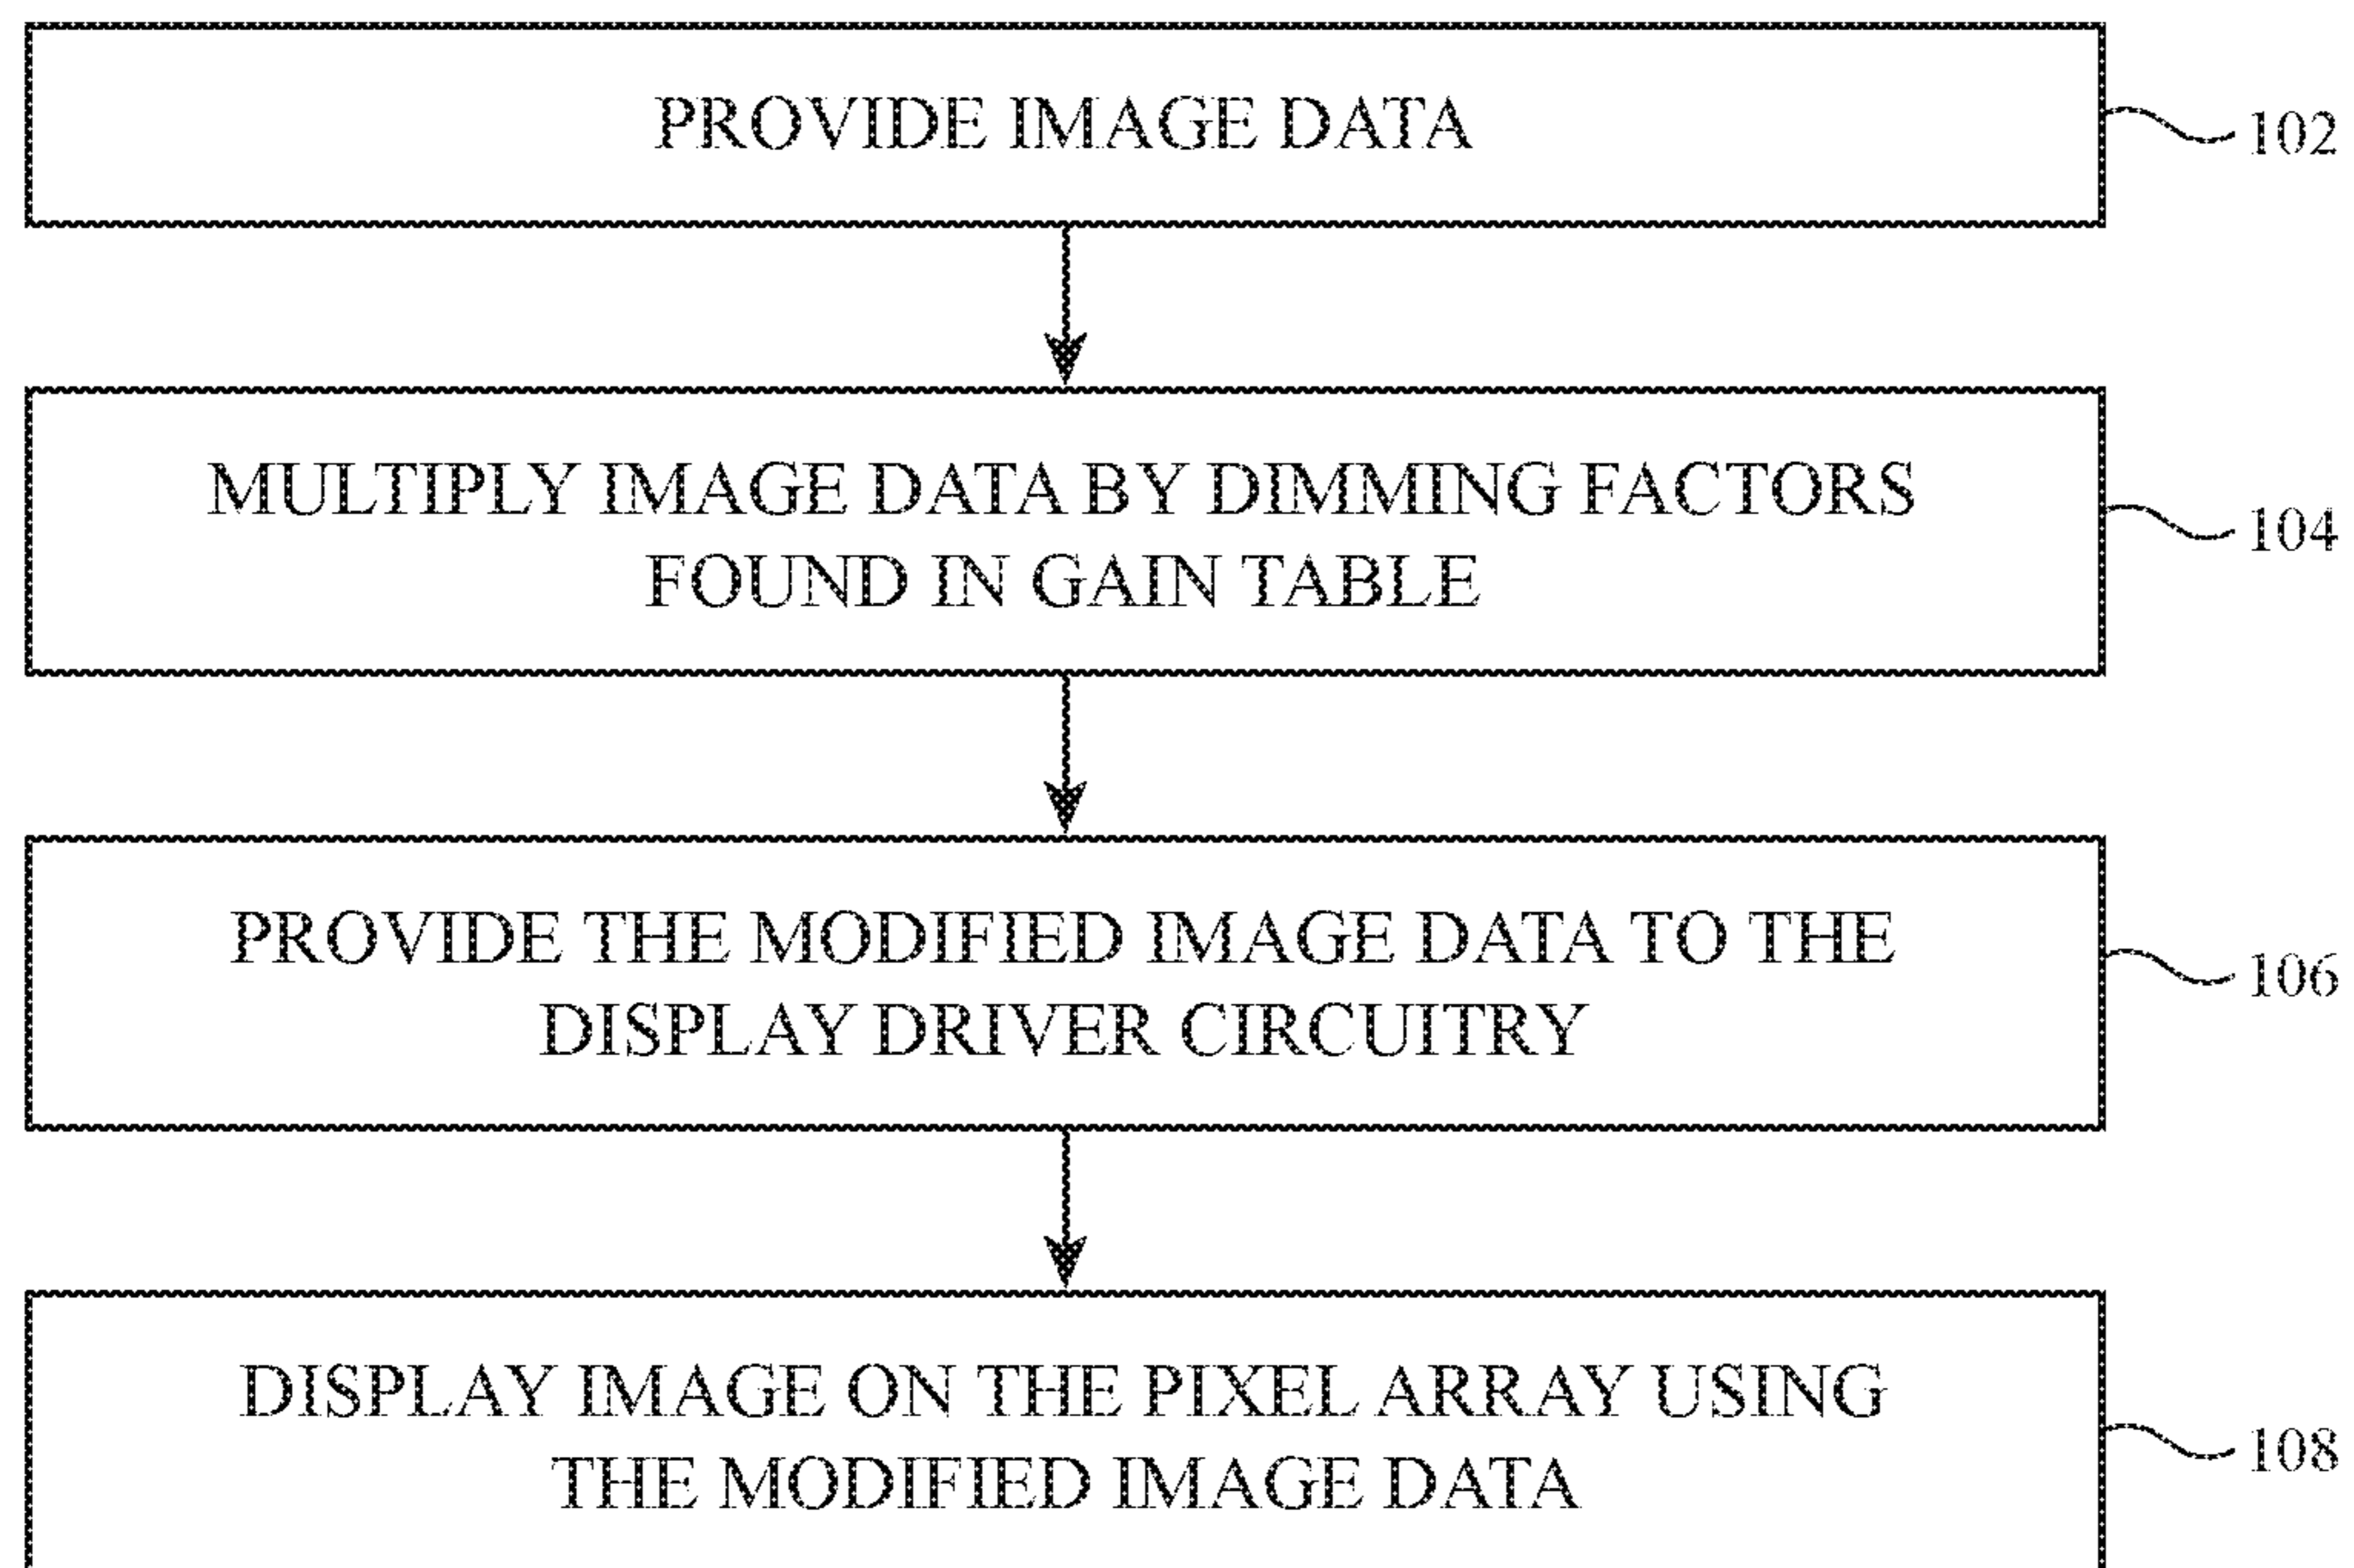 PROVIDE IMAGE DATA
102
MULTIPLY IMAGE DATA BY DIMMING FACTORS
FOUND IN GAIN TABLE
104
PROVIDE THE MODIFIED IMAGE DATA TO THE
DISPLAY DRIVER CIRCUITRY
106
DISPLAY IMAGE ON THE PIXEL ARRAY USING
THE MODIFIED IMAGE DATA
108